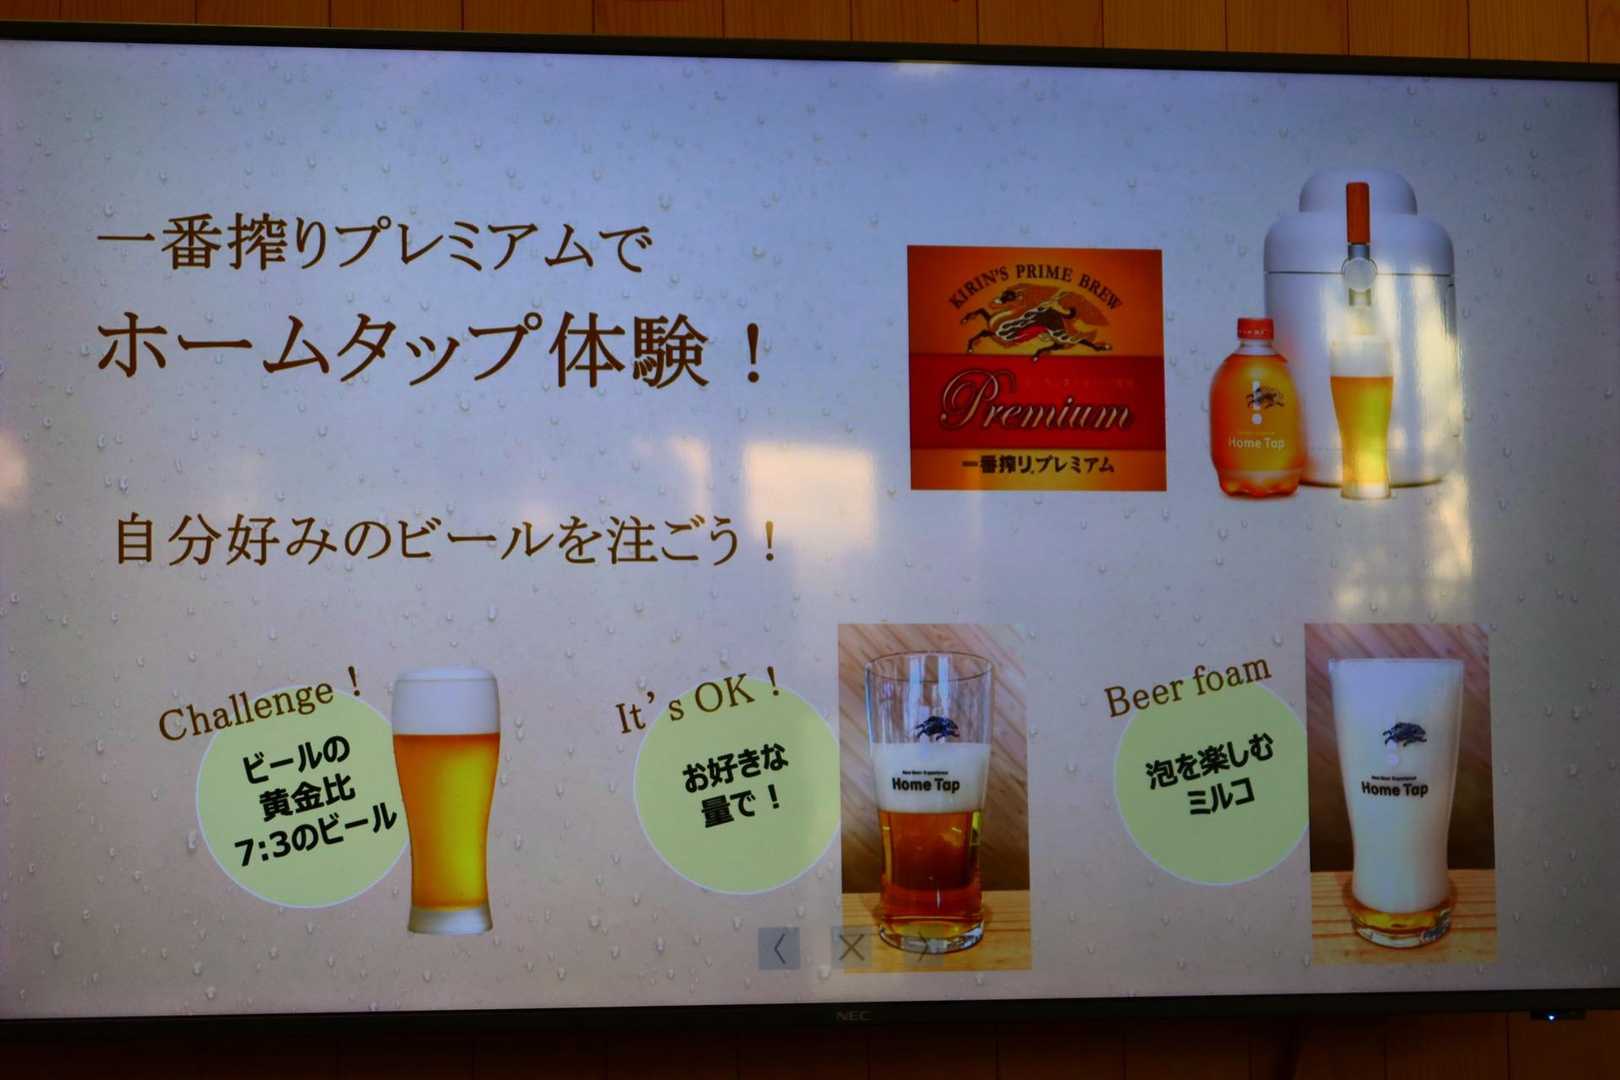 一番搾りプレミアムで
ホームタップ体験！
KIRIN'S PRIME BREW
Premium
一番搾り プレミアム
Home Tap
自分好みのビールを注ごう！
Challenge！
ビールの
黄金比
7:3のビール
It's OK！
お好きな
量で！
Home Tap
Beer foam
泡を楽しむ
ミルコ
Home Tap
NEC